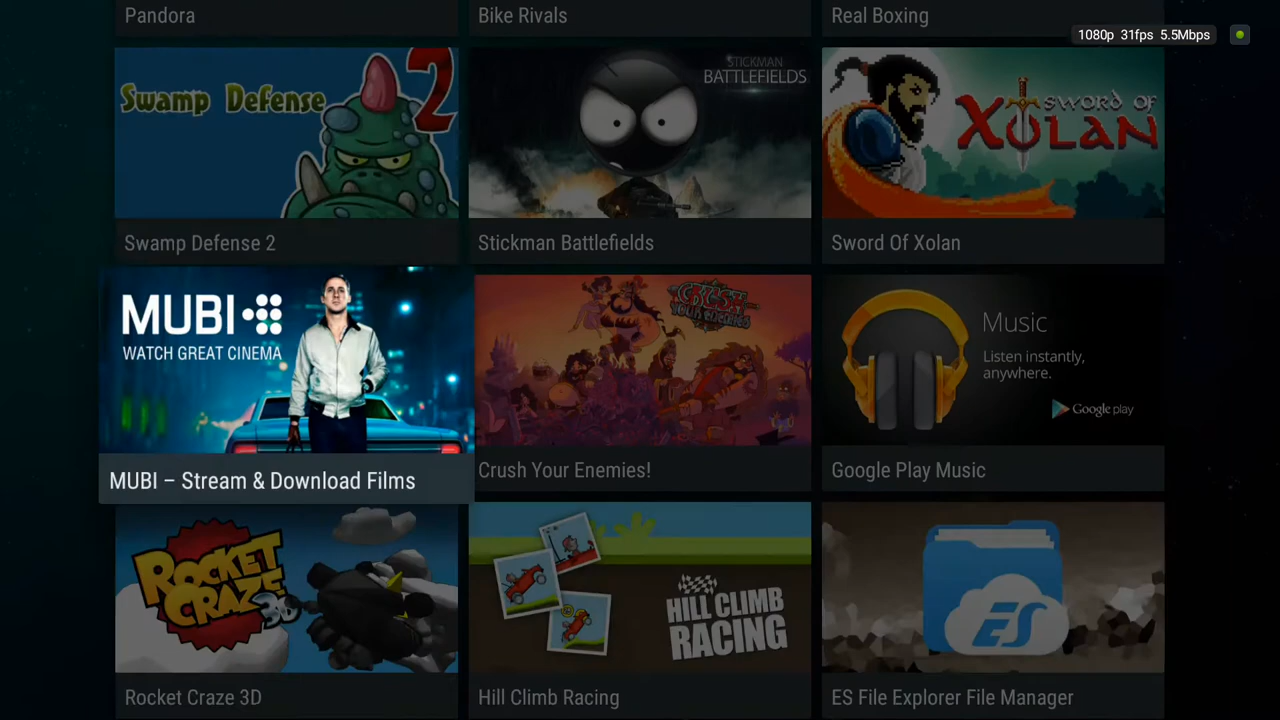 Pandora
Bike Rivals
Real Boxing
1080p 31fps 5.5Mbps
Swamp Defense 2
STICKMAN
BATTLEFIELDS
SWORD OF
XOLAN
Swamp Defense 2
Stickman Battlefields
Sword Of Xolan
MUBI
WATCH GREAT CINEMA
CRUSH
YOUR ENEMIES
Music
Listen instantly,
anywhere.
Google play
MUBI – Stream & Download Films
Crush Your Enemies!
Google Play Music
ROCKET
CRAZE
3D
HILL CLIMB
RACING
ES
Rocket Craze 3D
Hill Climb Racing
ES File Explorer File Manager